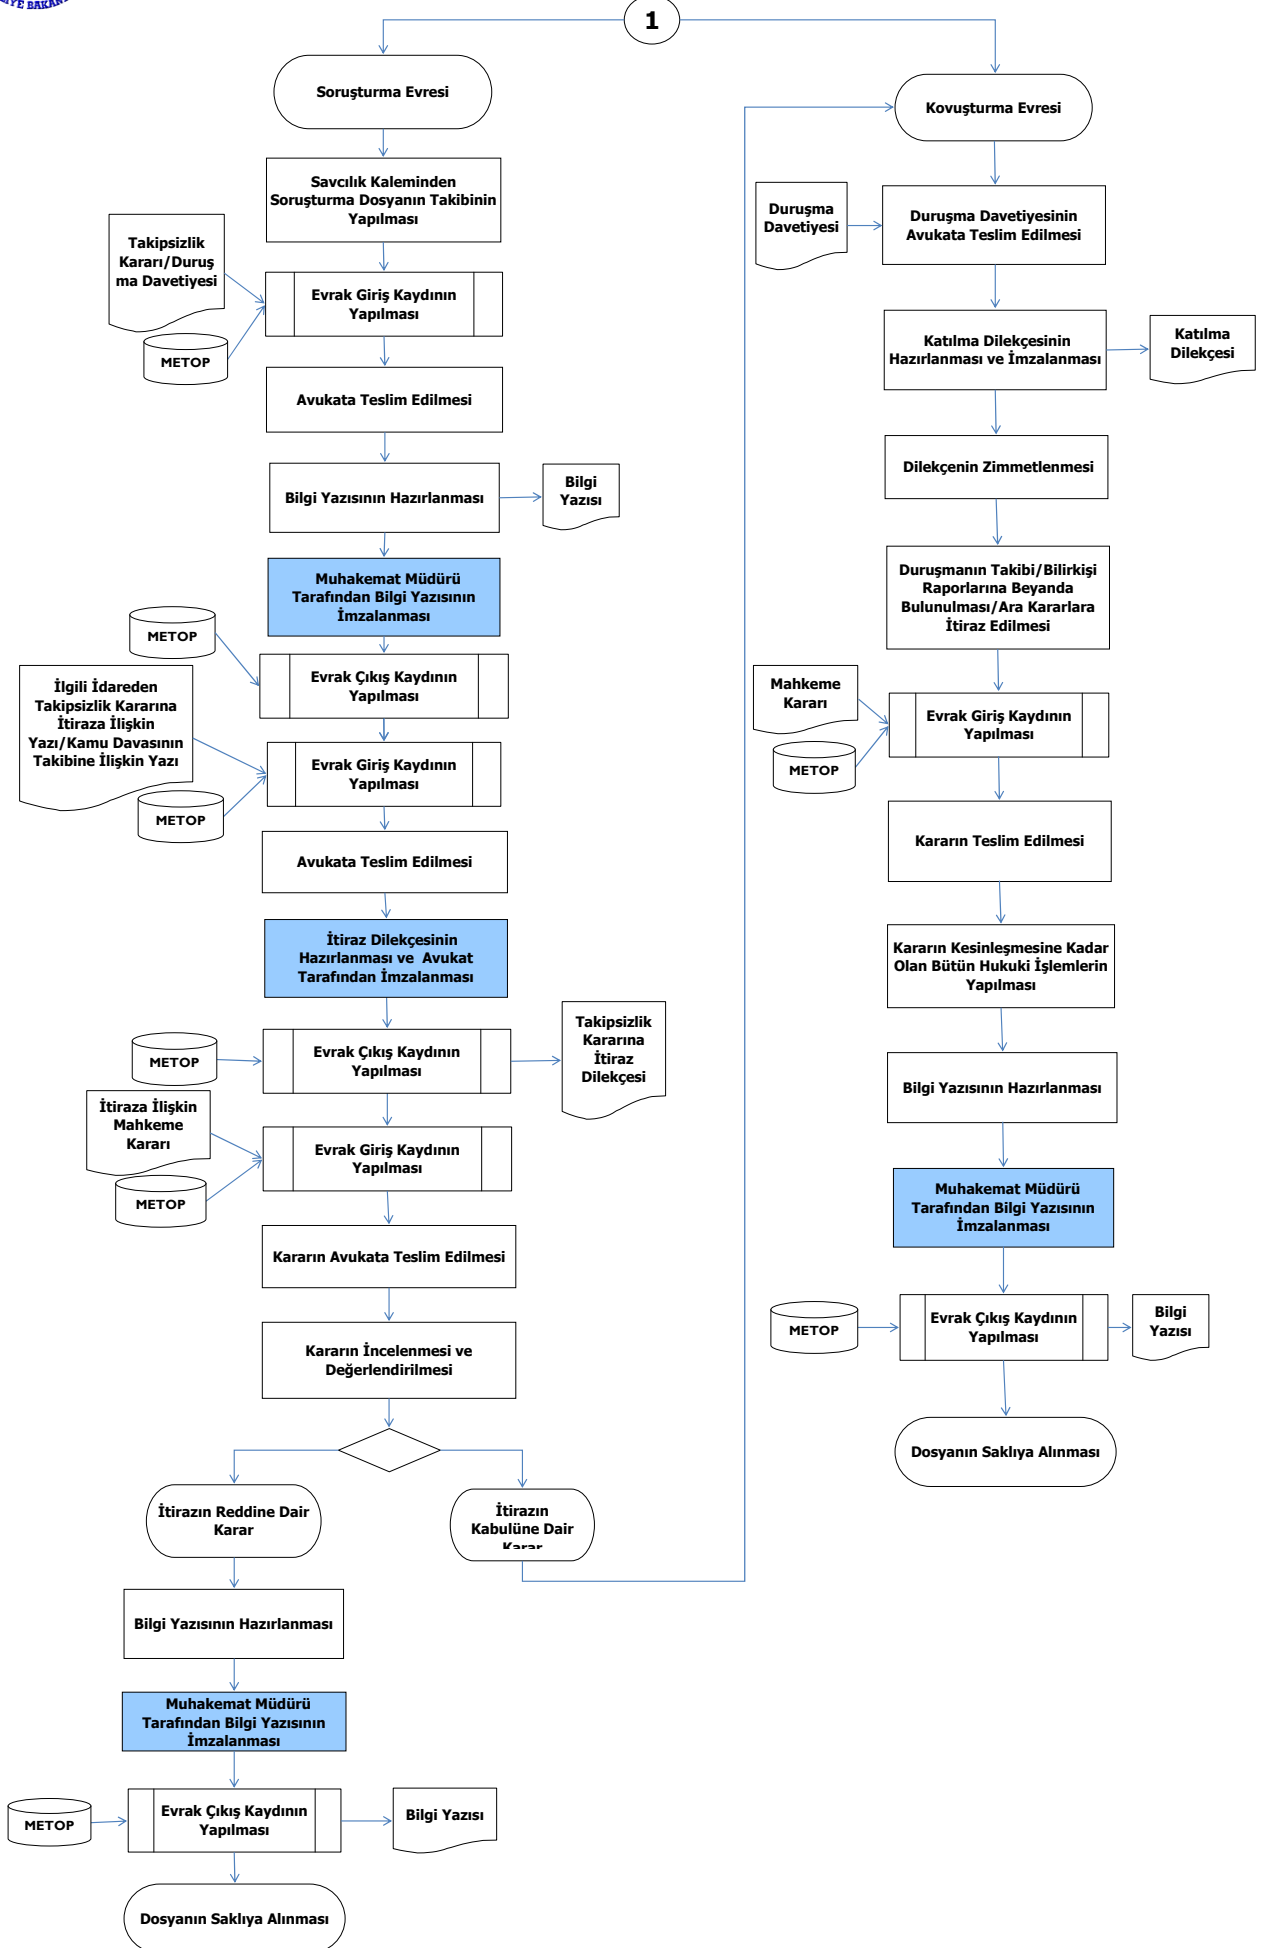 1
Soruşturma Evresi
Savcılık Kaleminden
Soruşturma Dosyanın Takibinin
Yapılması
Takipsizlik
Kararı/Duruş
ma Davetiyesi
Evrak Giriş Kaydının
Yapılması
METOP
Avukata Teslim Edilmesi
Bilgi Yazısının Hazırlanması
Bilgi
Yazısı
Muhakemat Müdürü
Tarafından Bilgi Yazısının
İmzalanması
METOP
Evrak Çıkış Kaydının
Yapılması
İlgili İdareden
Takipsizlik Kararına
İtiraza İlişkin
Yazı/Kamu Davasının
Takibine İlişkin Yazı
Evrak Giriş Kaydının
Yapılması
METOP
Avukata Teslim Edilmesi
İtiraz Dilekçesinin
Hazırlanması ve  Avukat
Tarafından İmzalanması
METOP
Evrak Çıkış Kaydının
Yapılması
Takipsizlik
Kararına
İtiraz
Dilekçesi
İtiraza İlişkin
Mahkeme
Kararı
Evrak Giriş Kaydının
Yapılması
METOP
Kararın Avukata Teslim Edilmesi
Kararın İncelenmesi ve
Değerlendirilmesi
İtirazın Reddine Dair
Karar
İtirazın
Kabulüne Dair
Karar
Bilgi Yazısının Hazırlanması
Muhakemat Müdürü
Tarafından Bilgi Yazısının
İmzalanması
METOP
Evrak Çıkış Kaydının
Yapılması
Bilgi Yazısı
Dosyanın Saklıya Alınması
Kovuşturma Evresi
Duruşma
Davetiyesi
Duruşma Davetiyesinin
Avukata Teslim Edilmesi
Katılma Dilekçesinin
Hazırlanması ve İmzalanması
Katılma
Dilekçesi
Dilekçenin Zimmetlenmesi
Duruşmanın Takibi/Bilirkişi
Raporlarına Beyanda
Bulunulması/Ara Kararlara
İtiraz Edilmesi
Mahkeme
Kararı
METOP
Evrak Giriş Kaydının
Yapılması
Kararın Teslim Edilmesi
Kararın Kesinleşmesine Kadar
Olan Bütün Hukuki İşlemlerin
Yapılması
Bilgi Yazısının Hazırlanması
Muhakemat Müdürü
Tarafından Bilgi Yazısının
İmzalanması
METOP
Evrak Çıkış Kaydının
Yapılması
Bilgi
Yazısı
Dosyanın Saklıya Alınması